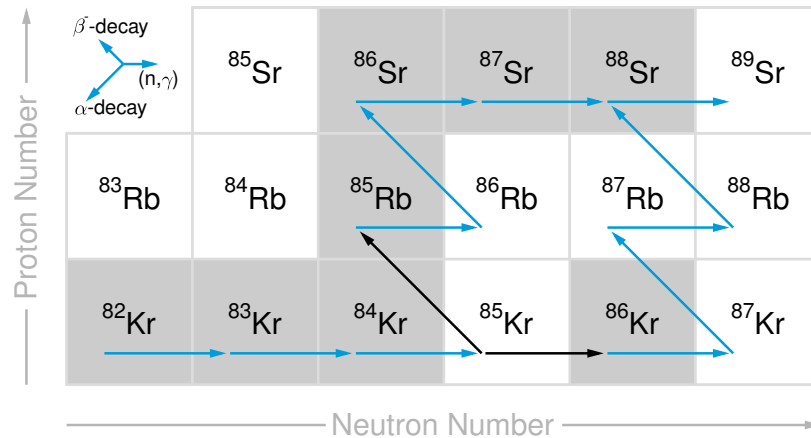 β⁻-decay
(n,γ)
α-decay
⁸⁵Sr ⁸⁶Sr ⁸⁷Sr ⁸⁸Sr ⁸⁹Sr
⁸³Rb ⁸⁴Rb ⁸⁵Rb ⁸⁶Rb ⁸⁷Rb ⁸⁸Rb
⁸²Kr ⁸³Kr ⁸⁴Kr ⁸⁵Kr ⁸⁶Kr ⁸⁷Kr
Proton Number
Neutron Number